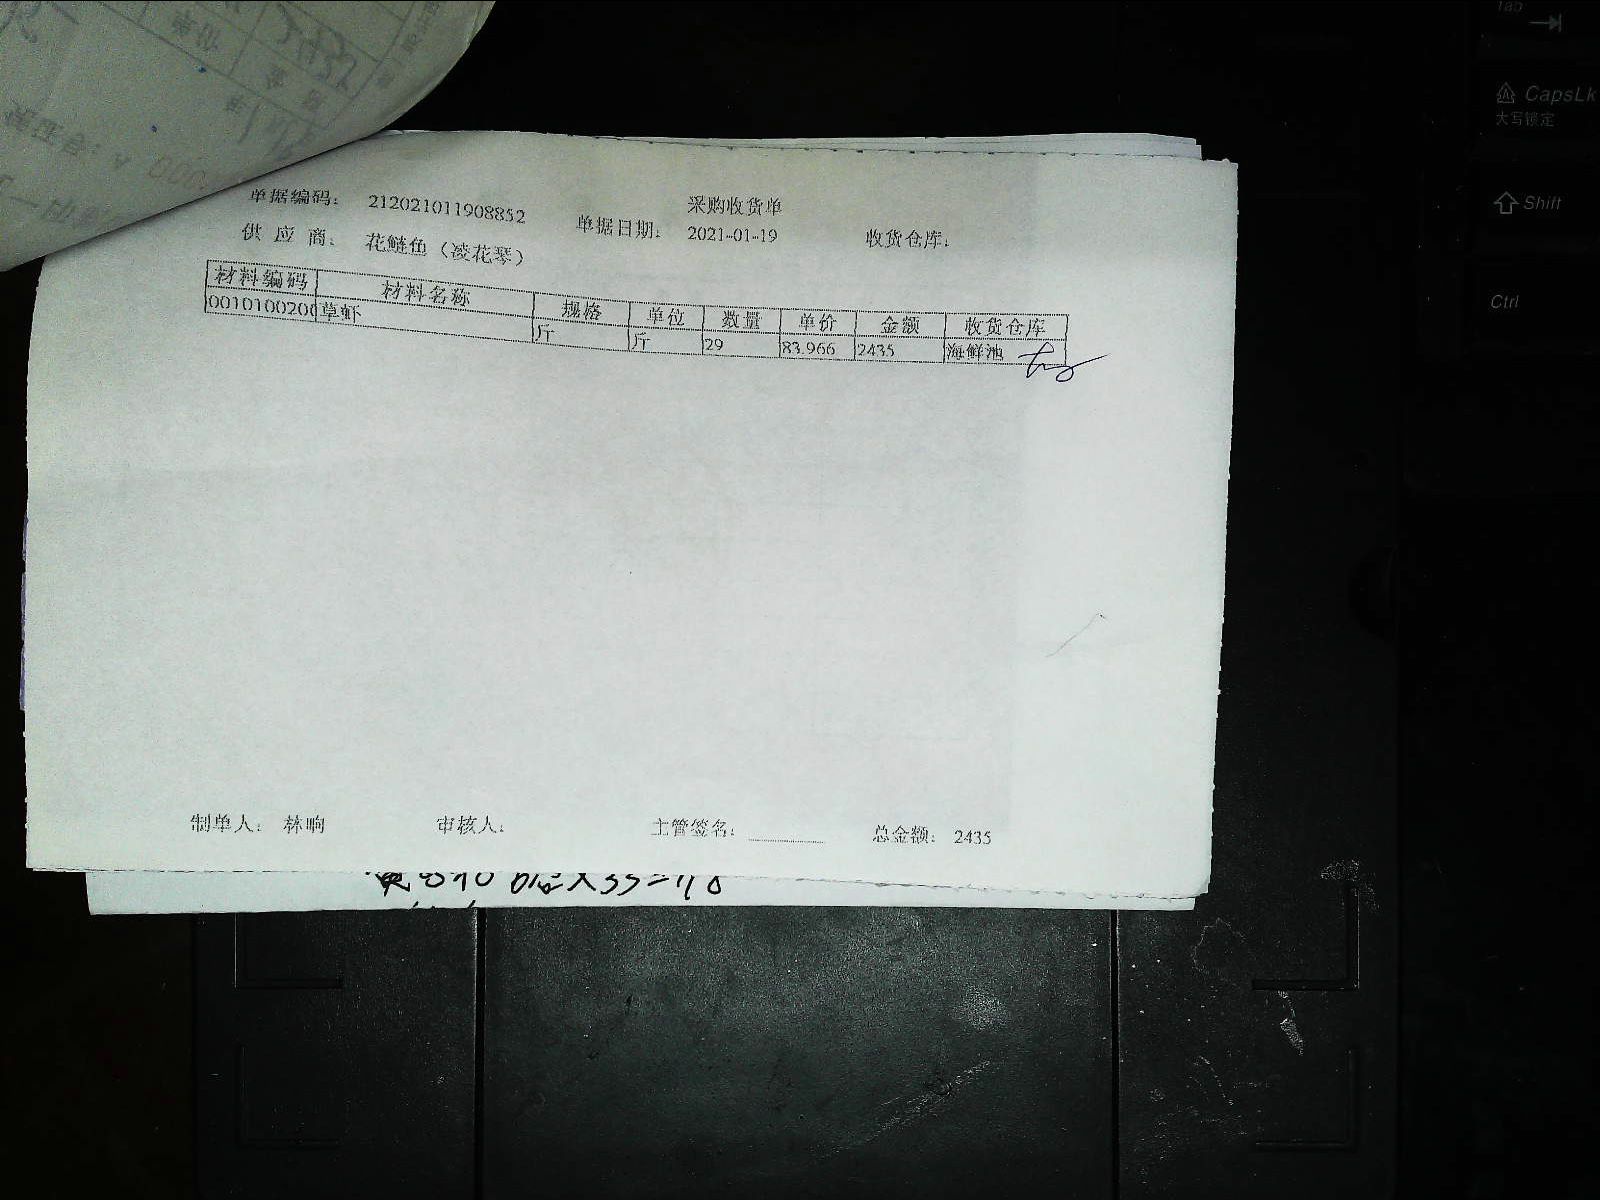 采购收货单
单据编码： 212021011908852 单据日期： 2021-01-19 收货仓库：
供 应 商： 花鲢鱼（凌花琴）
材料编码 材料名称 规格 单位 数量 单价 金额 收货仓库
0010100200 草虾 斤 斤 29 83.966 2435 海鲜池
制单人： 林晌 审核人： 主管签名： 总金额： 2435
Tab
CapsLk
大写锁定
Shift
Ctrl